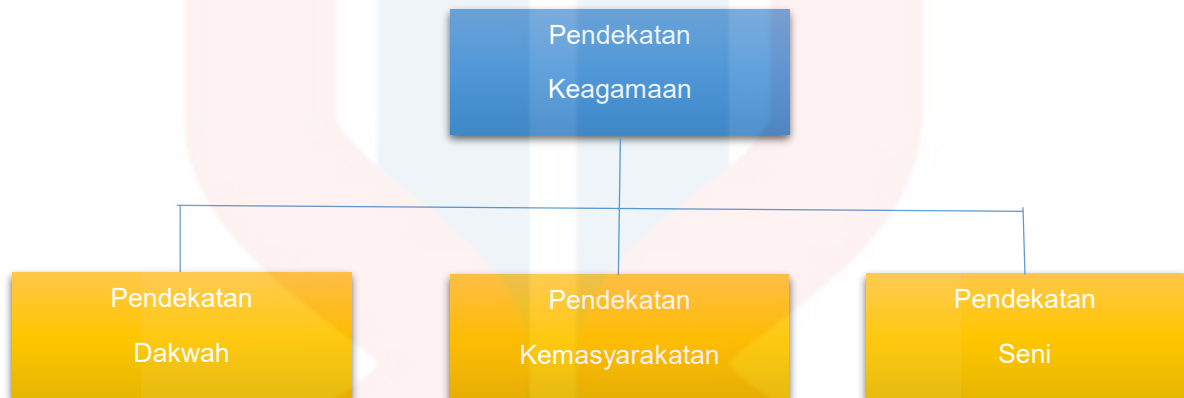 Pendekatan
Keagamaan
Pendekatan
Dakwah
Pendekatan
Kemasyarakatan
Pendekatan
Seni